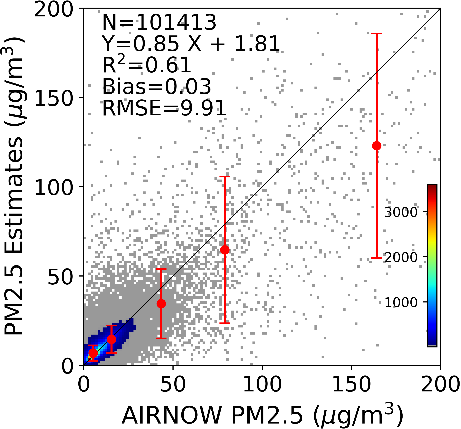 N=101413
Y=0.85 X + 1.81
R²=0.61
Bias=0.03
RMSE=9.91
PM2.5 Estimates (μg/m³)
200
150
100
50
0
3000
2000
1000
0 50 100 150 200
AIRNOW PM2.5 (μg/m³)